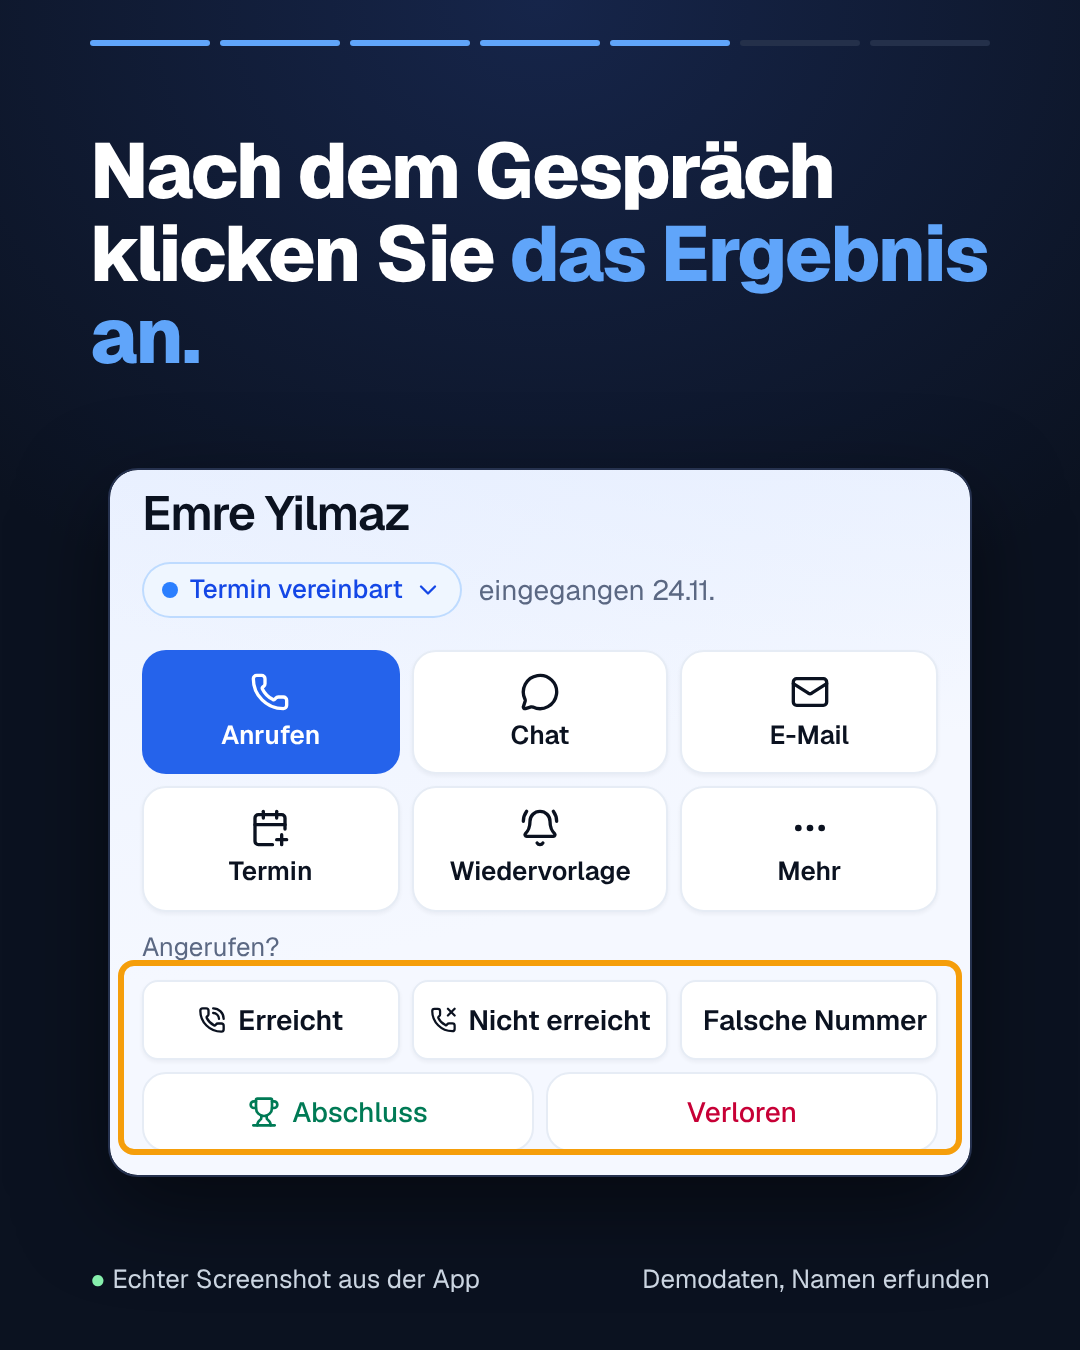 Nach dem Gespräch
klicken Sie das Ergebnis
an.
Emre Yilmaz
Termin vereinbart
eingegangen 24.11.
Anrufen
Chat
E-Mail
Termin
Wiedervorlage
Mehr
Angerufen?
Erreicht
Nicht erreicht
Falsche Nummer
Abschluss
Verloren
Echter Screenshot aus der App
Demodaten, Namen erfunden